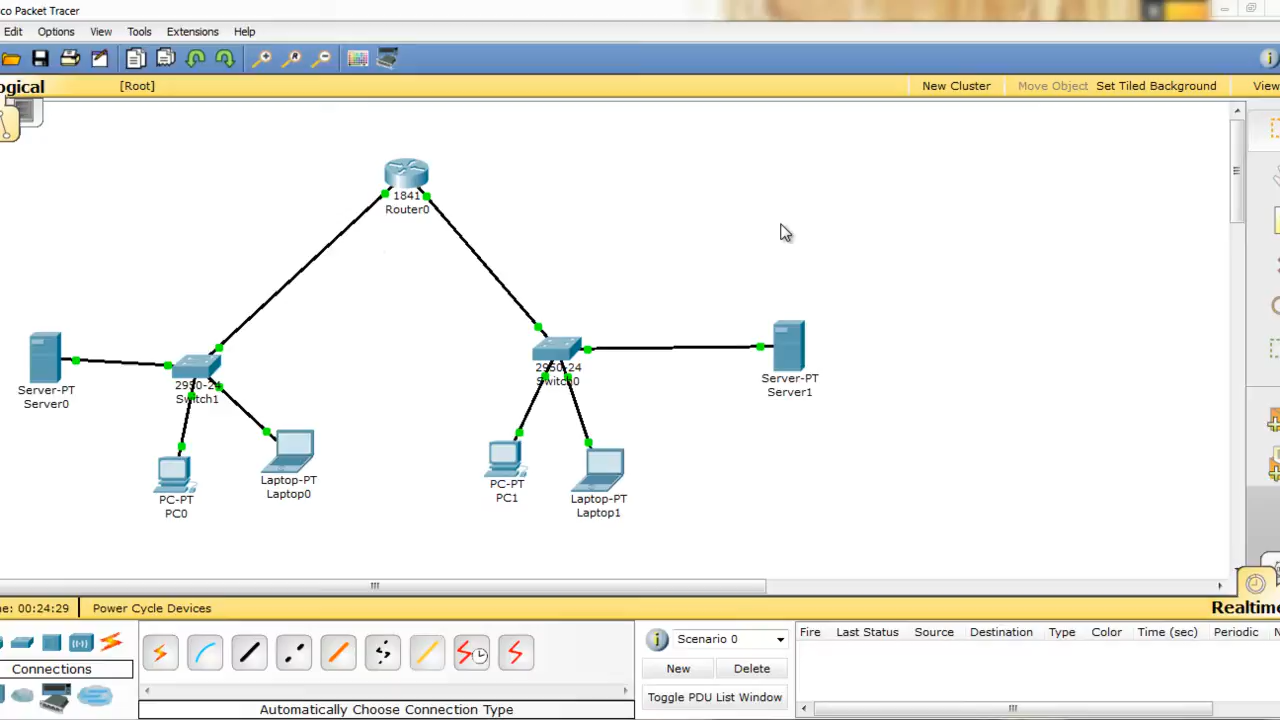 co Packet Tracer
Edit Options View Tools Extensions Help
ogical [Root] New Cluster Move Object Set Tiled Background View
1841
Router0
Server-PT
Server0
2950-24
Switch1
2950-24
Switch0
Server-PT
Server1
PC-PT
PC0
Laptop-PT
Laptop0
PC-PT
PC1
Laptop-PT
Laptop1
ne: 00:24:29 Power Cycle Devices Realtime
Connections
Automatically Choose Connection Type
Scenario 0
New Delete
Toggle PDU List Window
Fire Last Status Source Destination Type Color Time (sec) Periodic N